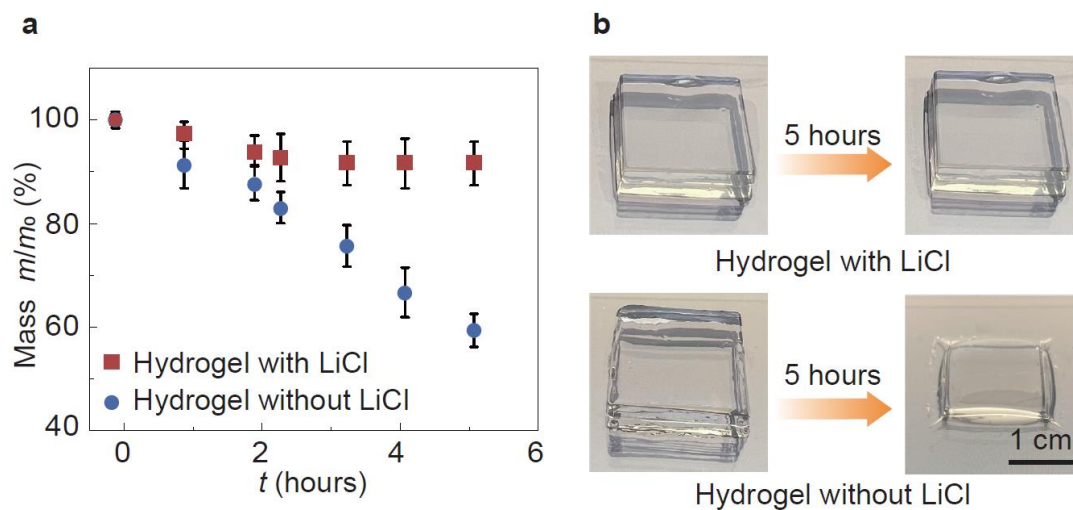 a
100
80
60
40
Mass m/m₀ (%)
Hydrogel with LiCl
Hydrogel without LiCl
0
2
4
6
t (hours)
b
5 hours
Hydrogel with LiCl
5 hours
1 cm
Hydrogel without LiCl